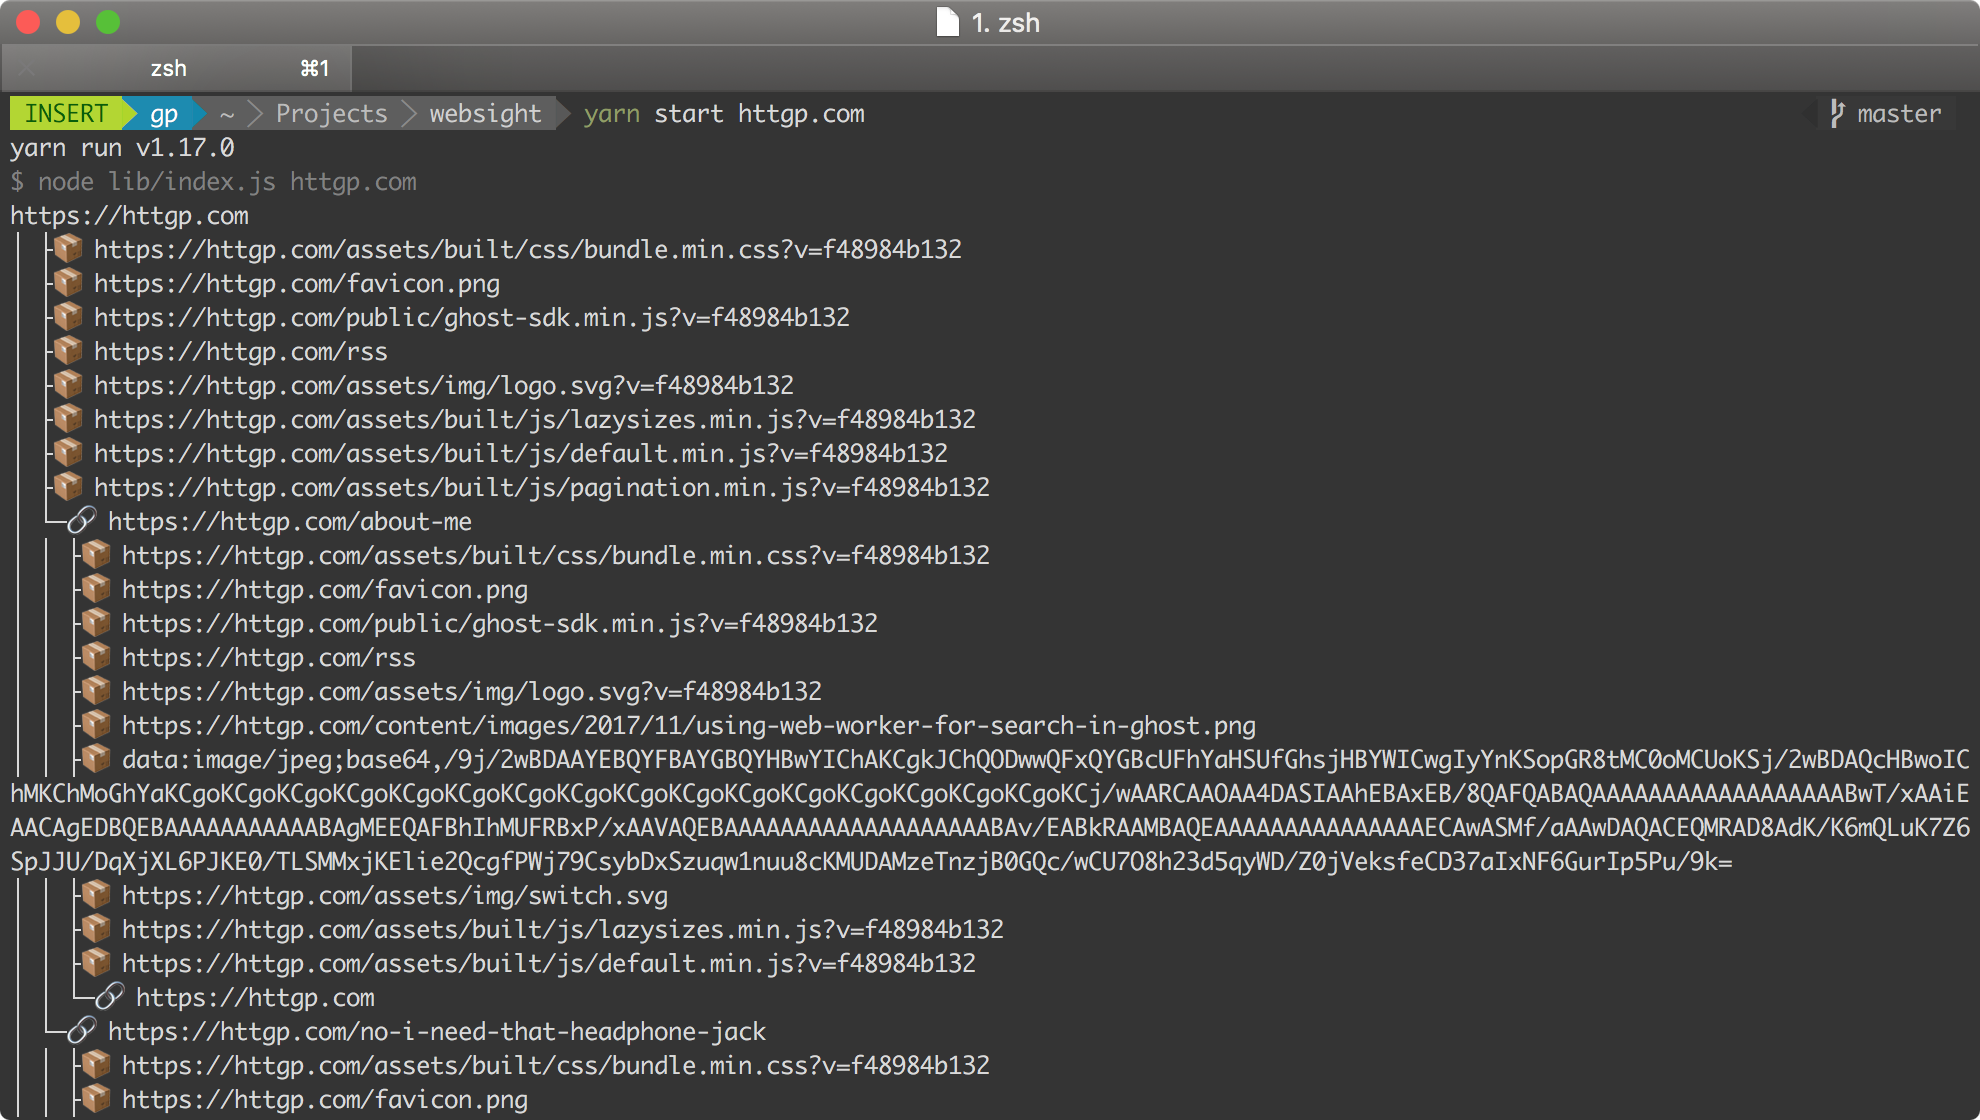 1. zsh
zsh ⌘1
INSERT gp ~ Projects websight yarn start httgp.com master
yarn run v1.17.0
$ node lib/index.js httgp.com
https://httgp.com
https://httgp.com/assets/built/css/bundle.min.css?v=f48984b132
https://httgp.com/favicon.png
https://httgp.com/public/ghost-sdk.min.js?v=f48984b132
https://httgp.com/rss
https://httgp.com/assets/img/logo.svg?v=f48984b132
https://httgp.com/assets/built/js/lazysizes.min.js?v=f48984b132
https://httgp.com/assets/built/js/default.min.js?v=f48984b132
https://httgp.com/assets/built/js/pagination.min.js?v=f48984b132
https://httgp.com/about-me
https://httgp.com/assets/built/css/bundle.min.css?v=f48984b132
https://httgp.com/favicon.png
https://httgp.com/public/ghost-sdk.min.js?v=f48984b132
https://httgp.com/rss
https://httgp.com/assets/img/logo.svg?v=f48984b132
https://httgp.com/content/images/2017/11/using-web-worker-for-search-in-ghost.png
data:image/jpeg;base64,/9j/2wBDAAYEBQYFBAYGBQYHBwYIChAKCgkJChQODwwQFxQYGBcUFhYaHSUfGhsjHBYWICwgIyYnKSopGR8tMC0oMCUoKSj/2wBDAQcHBwoIC
hMKChMoGhYaKCgoKCgoKCgoKCgoKCgoKCgoKCgoKCgoKCgoKCgoKCgoKCgoKCgoKCgoKCgoKCgoKCj/wAARCAAOAA4DASIAAhEBAxEB/8QAFQABAQAAAAAAAAAAAAAAAAAABwT/xAAiE
AACAgEDBQEBAAAAAAAAAAABAgMEEQAFBhIhMUFRBxP/xAAVAQEBAAAAAAAAAAAAAAAAAAABAv/EABkRAAMBAQEAAAAAAAAAAAAAAAECAwASMf/aAAwDAQACEQMRAD8AdK/K6mQLuK7Z6
SpJJU/DqXjXL6PJKE0/TLSMMxjKElie2QcgfPWj79CsybDxSzuqw1nuu8cKMUDAMzeTnzjB0GQc/wCU7O8h23d5qyWD/Z0jVeksfeCD37aIxNF6GurIp5Pu/9k=
https://httgp.com/assets/img/switch.svg
https://httgp.com/assets/built/js/lazysizes.min.js?v=f48984b132
https://httgp.com/assets/built/js/default.min.js?v=f48984b132
https://httgp.com
https://httgp.com/no-i-need-that-headphone-jack
https://httgp.com/assets/built/css/bundle.min.css?v=f48984b132
https://httgp.com/favicon.png